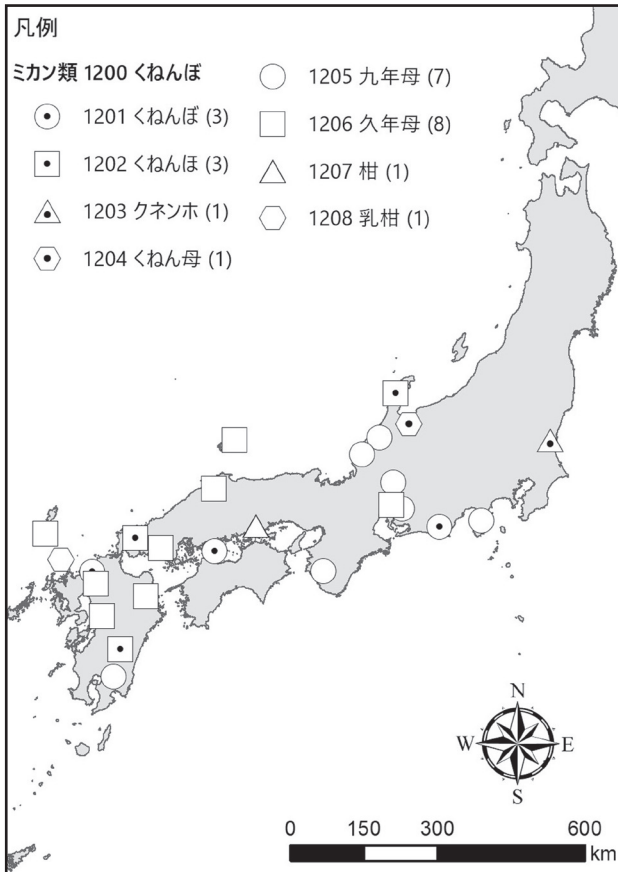 凡例
ミカン類 1200 くねんぼ
1201 くねんぼ (3)
1202 くねんほ (3)
1203 クネンホ (1)
1204 くねん母 (1)
1205 九年母 (7)
1206 久年母 (8)
1207 柑 (1)
1208 乳柑 (1)
N
W E
S
0 150 300 600
km